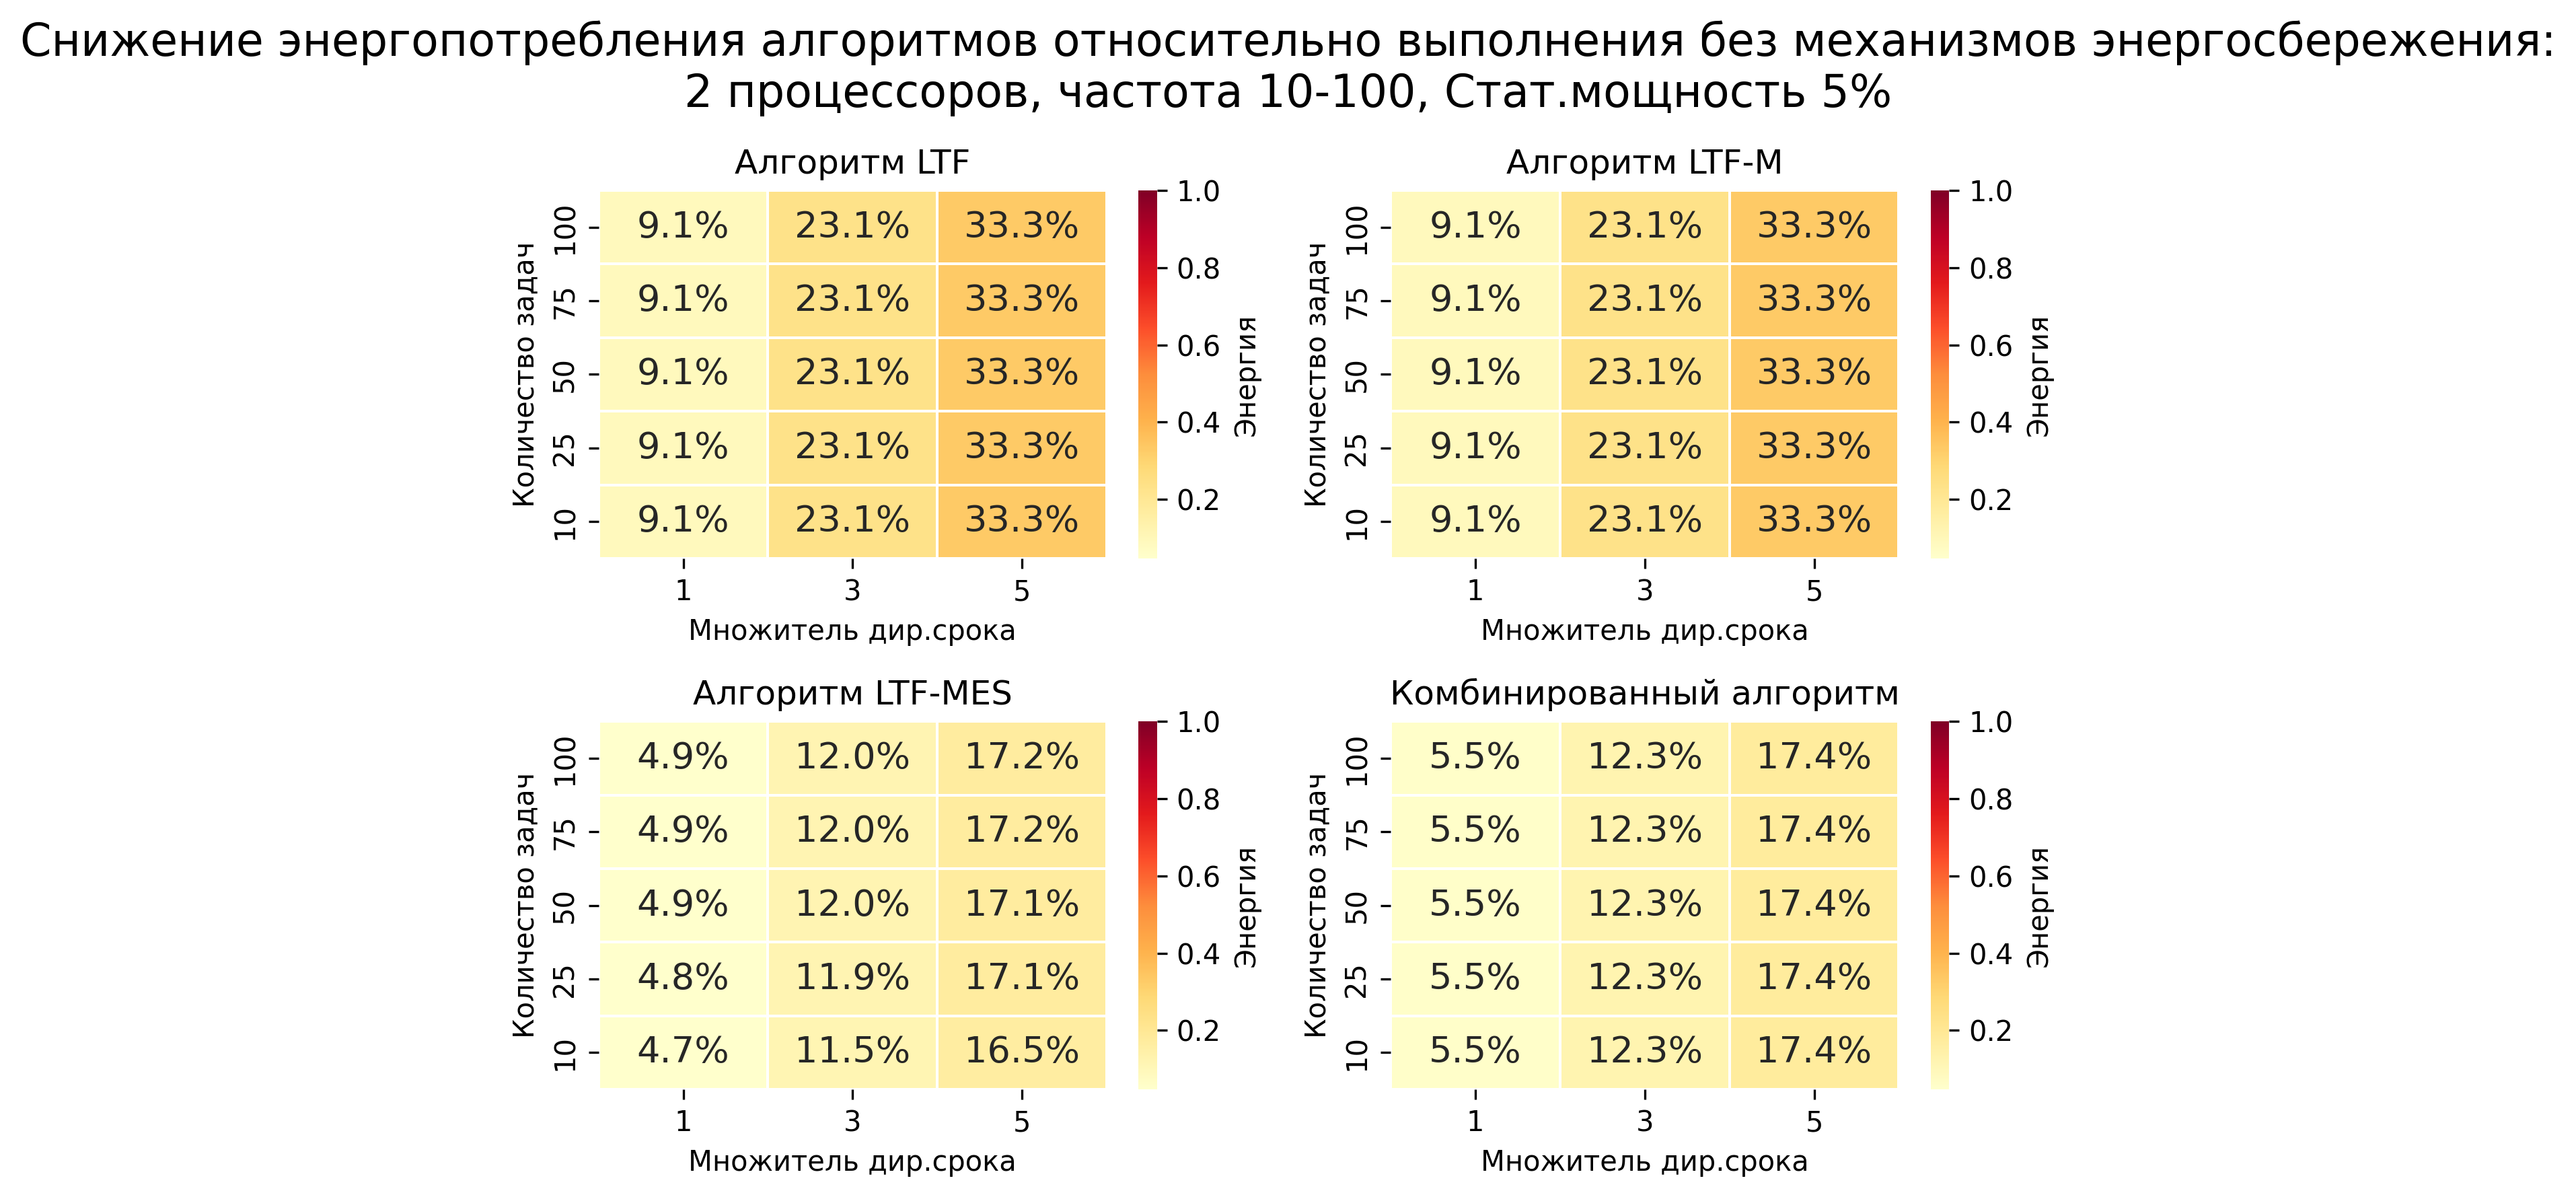 Снижение энергопотребления алгоритмов относительно выполнения без механизмов энергосбережения:
2 процессоров, частота 10-100, Стат.мощность 5%
Алгоритм LTF
Количество задач
100 9.1% 23.1% 33.3%
75 9.1% 23.1% 33.3%
50 9.1% 23.1% 33.3%
25 9.1% 23.1% 33.3%
10 9.1% 23.1% 33.3%
1 3 5
Множитель дир.срока
1.0
0.8
0.6
0.4
0.2
Энергия
Алгоритм LTF-M
Количество задач
100 9.1% 23.1% 33.3%
75 9.1% 23.1% 33.3%
50 9.1% 23.1% 33.3%
25 9.1% 23.1% 33.3%
10 9.1% 23.1% 33.3%
1 3 5
Множитель дир.срока
1.0
0.8
0.6
0.4
0.2
Энергия
Алгоритм LTF-MES
Количество задач
100 4.9% 12.0% 17.2%
75 4.9% 12.0% 17.2%
50 4.9% 12.0% 17.1%
25 4.8% 11.9% 17.1%
10 4.7% 11.5% 16.5%
1 3 5
Множитель дир.срока
1.0
0.8
0.6
0.4
0.2
Энергия
Комбинированный алгоритм
Количество задач
100 5.5% 12.3% 17.4%
75 5.5% 12.3% 17.4%
50 5.5% 12.3% 17.4%
25 5.5% 12.3% 17.4%
10 5.5% 12.3% 17.4%
1 3 5
Множитель дир.срока
1.0
0.8
0.6
0.4
0.2
Энергия